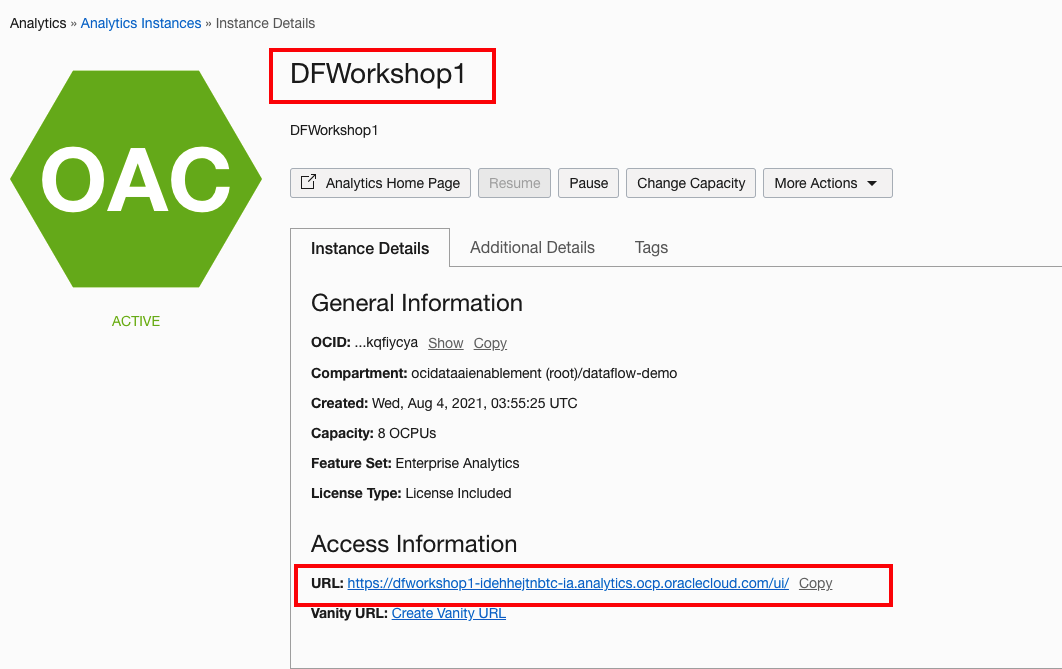 Analytics » Analytics Instances » Instance Details
OAC
ACTIVE
DFWorkshop1
DFWorkshop1
Analytics Home Page Resume Pause Change Capacity More Actions
Instance Details Additional Details Tags
General Information
OCID: ...kqfiycya Show Copy
Compartment: ocidataaienablement (root)/dataflow-demo
Created: Wed, Aug 4, 2021, 03:55:25 UTC
Capacity: 8 OCPUs
Feature Set: Enterprise Analytics
License Type: License Included
Access Information
URL: https://dfworkshop1-idehhejtnbtc-ia.analytics.ocp.oraclecloud.com/ui/ Copy
Vanity URL: Create Vanity URL